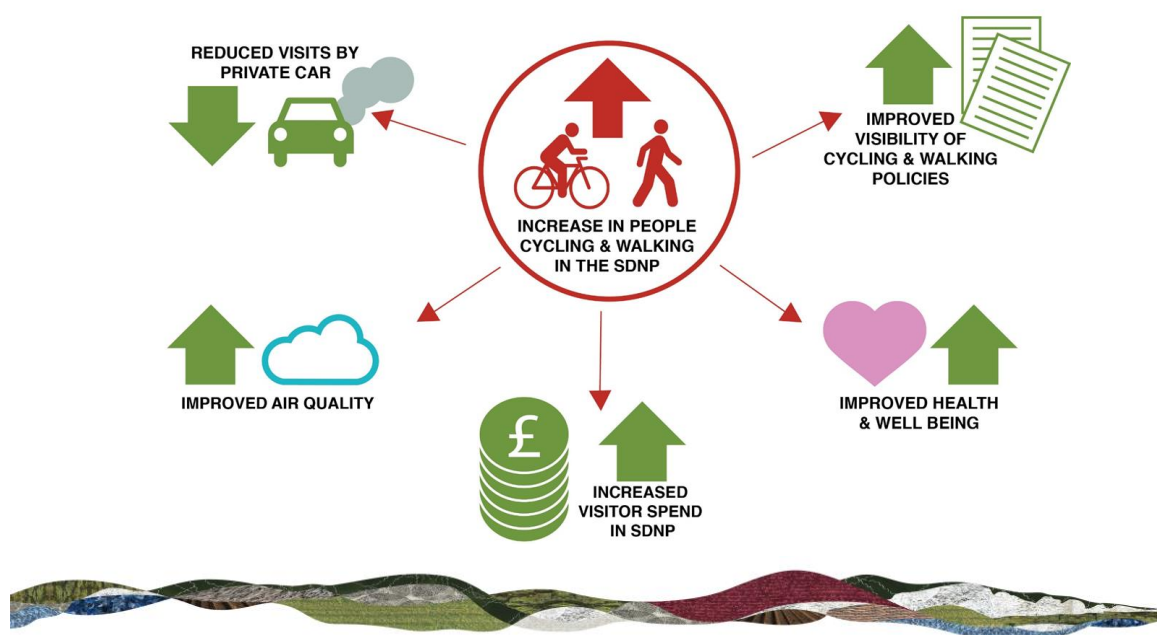 REDUCED VISITS BY
PRIVATE CAR
INCREASE IN PEOPLE
CYCLING & WALKING
IN THE SDNP
IMPROVED
VISIBILITY OF
CYCLING & WALKING
POLICIES
IMPROVED AIR QUALITY
£
INCREASED
VISITOR SPEND
IN SDNP
IMPROVED HEALTH
& WELL BEING